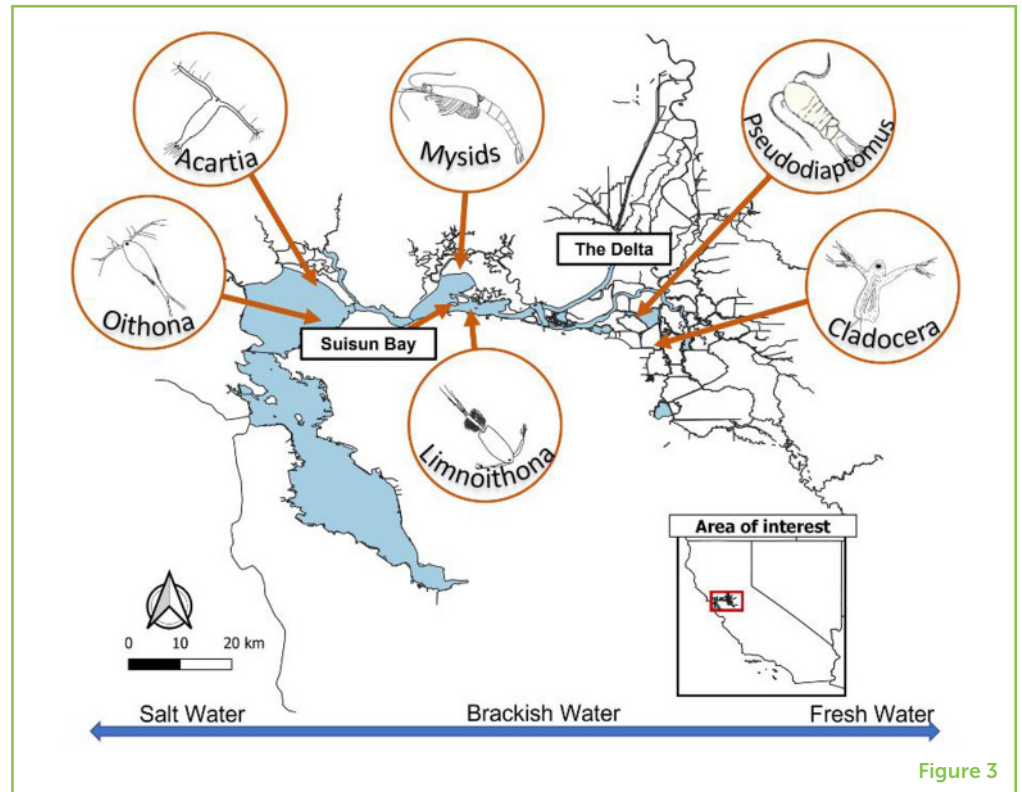 Acartia
Mysids
Pseudodiaptomus
Oithona
The Delta
Cladocera
Suisun Bay
Limnoithona
Area of interest
0 10 20 km
Salt Water Brackish Water Fresh Water
Figure 3